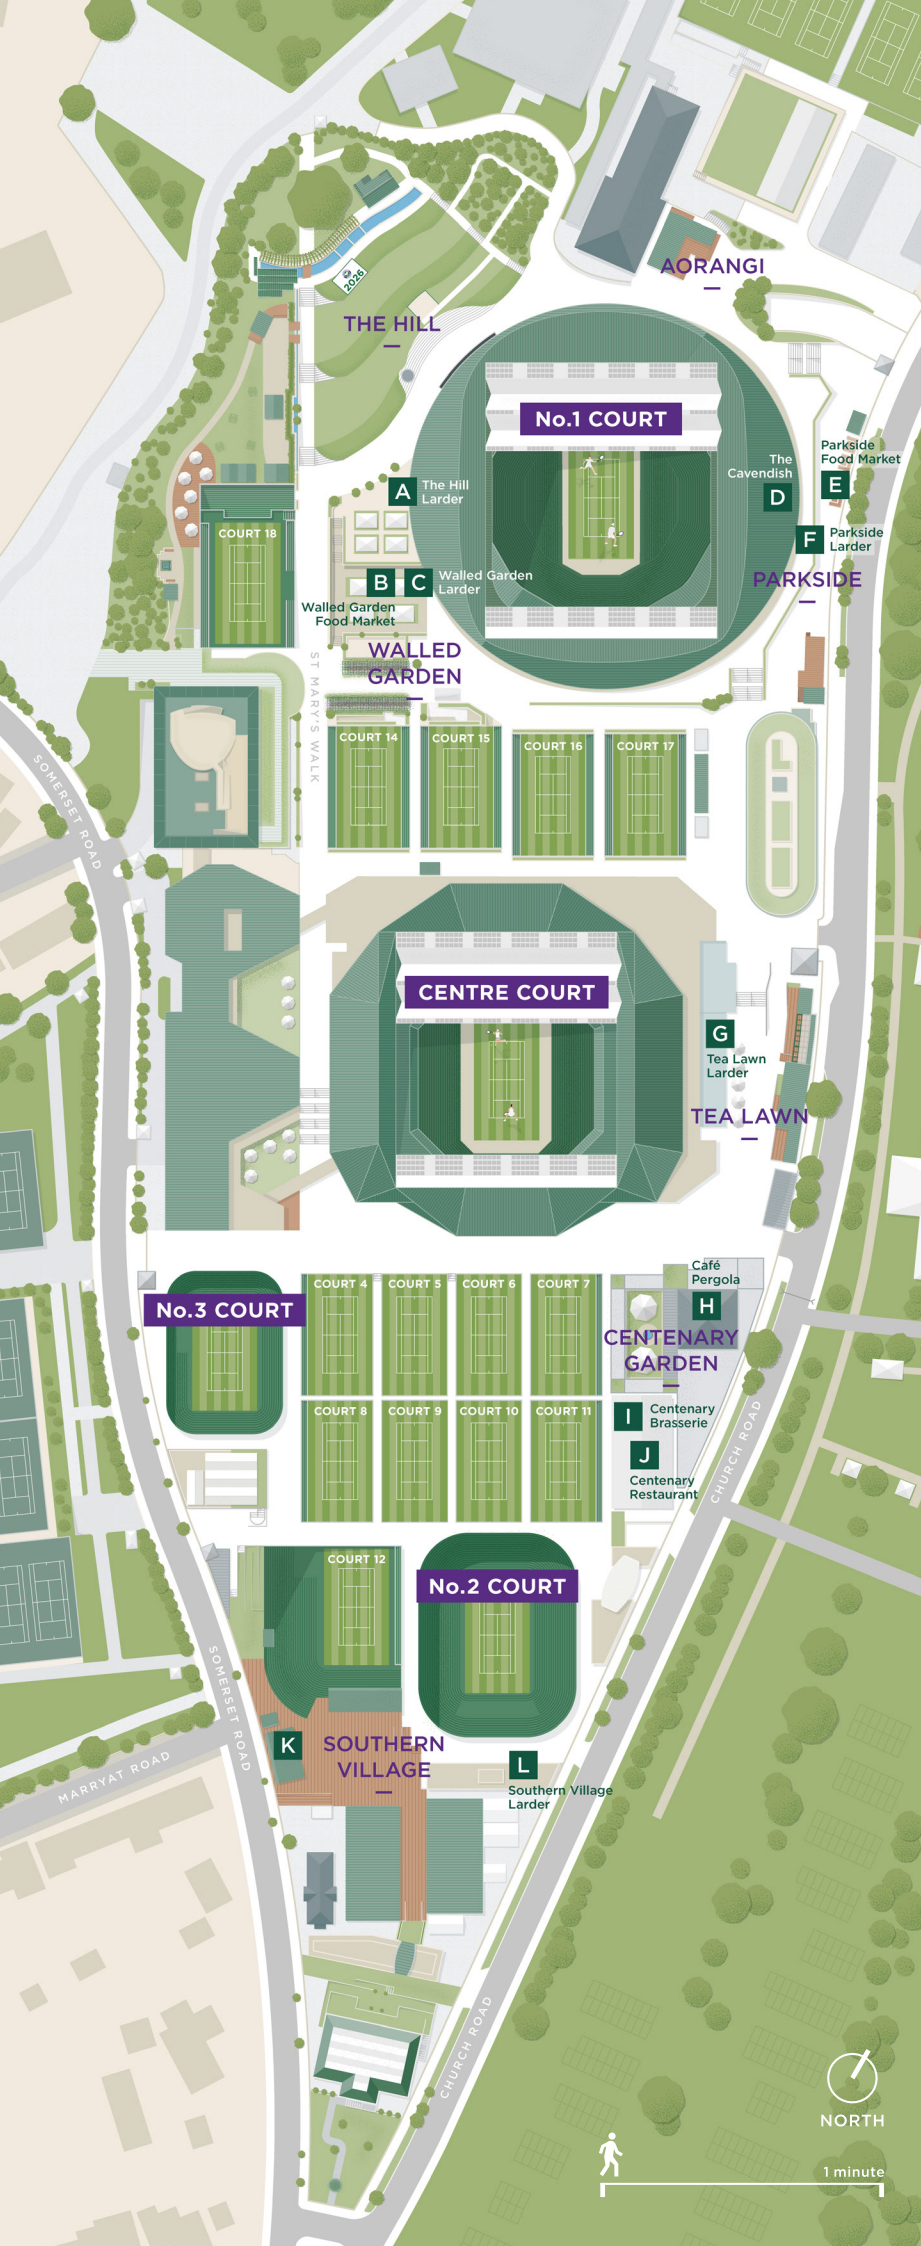 AORANGI
2026
THE HILL
No.1 COURT
Parkside
Food Market
E
The
Cavendish
D
A
The Hill
Larder
COURT 18
F
Parkside
Larder
PARKSIDE
B
C
Walled Garden
Larder
Walled Garden
Food Market
WALLED
GARDEN
ST MARY'S WALK
COURT 14
COURT 15
COURT 16
COURT 17
SOMERSET ROAD
CENTRE COURT
G
Tea Lawn
Larder
TEA LAWN
Café
Pergola
H
No.3 COURT
COURT 4
COURT 5
COURT 6
COURT 7
CENTENARY
GARDEN
COURT 8
COURT 9
COURT 10
COURT 11
I
Centenary
Brasserie
J
Centenary
Restaurant
CHURCH ROAD
COURT 12
No.2 COURT
SOMERSET ROAD
K
SOUTHERN
VILLAGE
MARRYAT ROAD
L
Southern Village
Larder
CHURCH ROAD
NORTH
1 minute